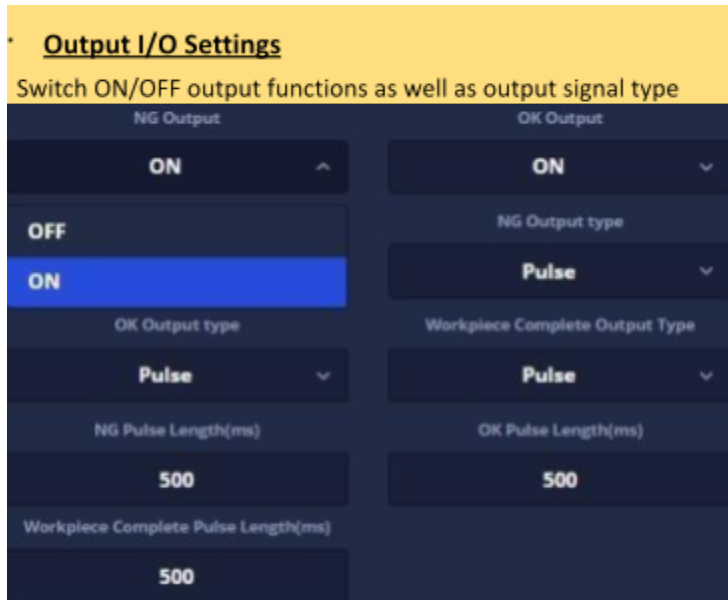 Output I/O Settings
Switch ON/OFF output functions as well as output signal type
NG Output
OK Output
ON
ON
OFF
ON
NG Output type
Pulse
OK Output type
Workpiece Complete Output Type
Pulse
Pulse
NG Pulse Length(ms)
OK Pulse Length(ms)
500
500
Workpiece Complete Pulse Length(ms)
500